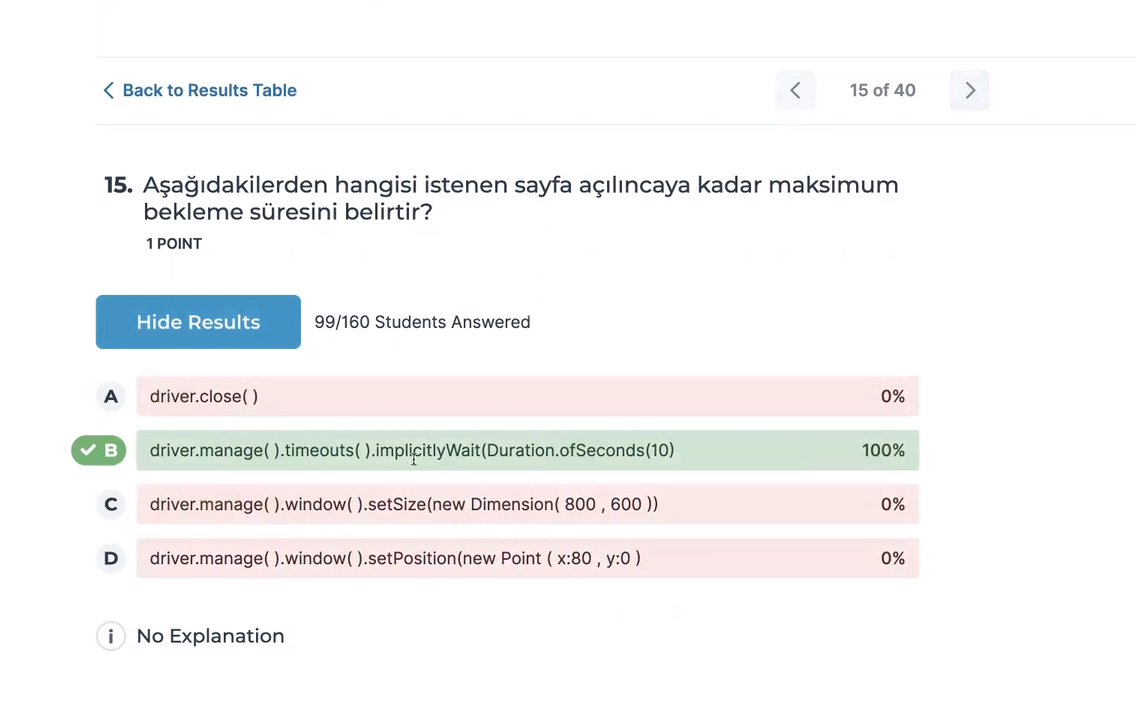 Back to Results Table
15 of 40
15. Aşağıdakilerden hangisi istenen sayfa açılıncaya kadar maksimum
bekleme süresini belirtir?
1 POINT
Hide Results
99/160 Students Answered
A driver.close( ) 0%
B driver.manage( ).timeouts( ).implicitlyWait(Duration.ofSeconds(10) 100%
C driver.manage( ).window( ).setSize(new Dimension( 800 , 600 )) 0%
D driver.manage( ).window( ).setPosition(new Point ( x:80 , y:0 ) 0%
i No Explanation